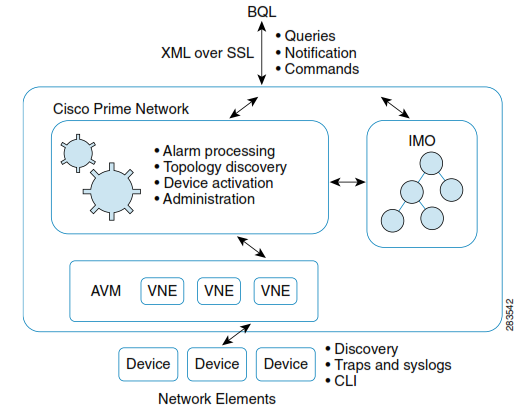 BQL
XML over SSL
• Queries
• Notification
• Commands
Cisco Prime Network
• Alarm processing
• Topology discovery
• Device activation
• Administration
IMO
AVM VNE VNE VNE
283542
Device Device Device
• Discovery
• Traps and syslogs
• CLI
Network Elements